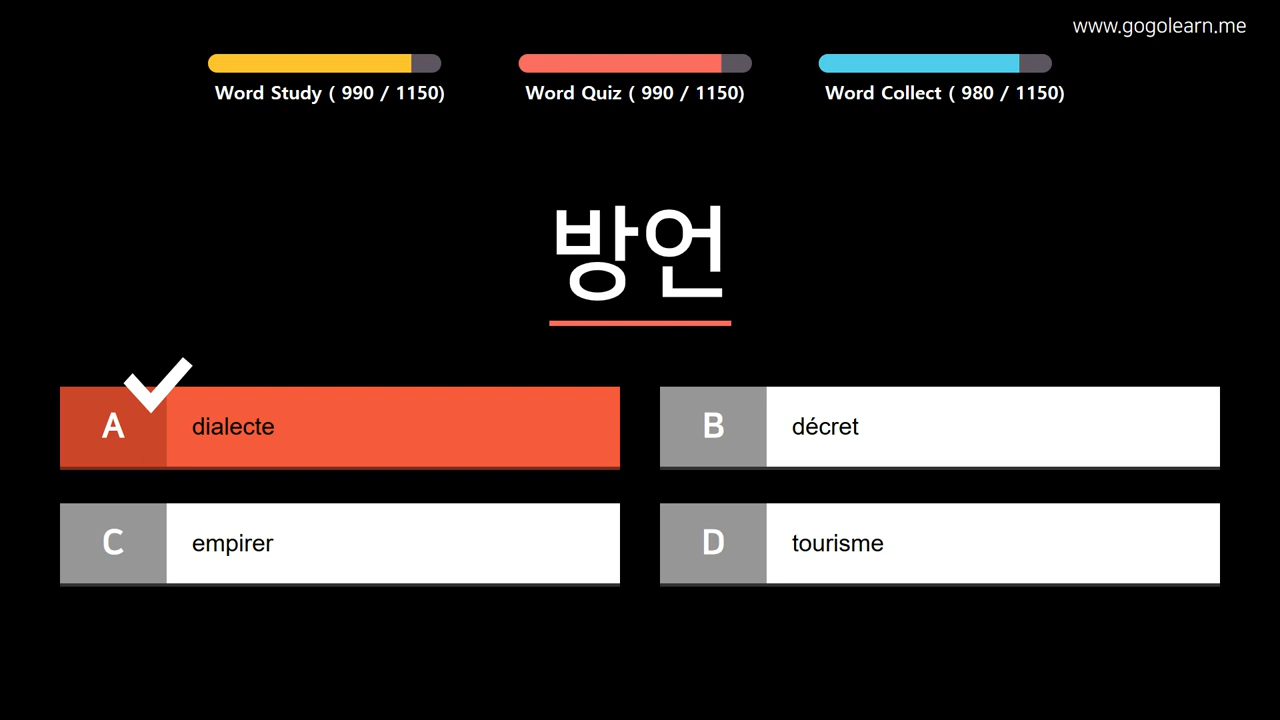 www.gogolearn.me
Word Study ( 990 / 1150)
Word Quiz ( 990 / 1150)
Word Collect ( 980 / 1150)
방언
A
dialecte
B
décret
C
empirer
D
tourisme